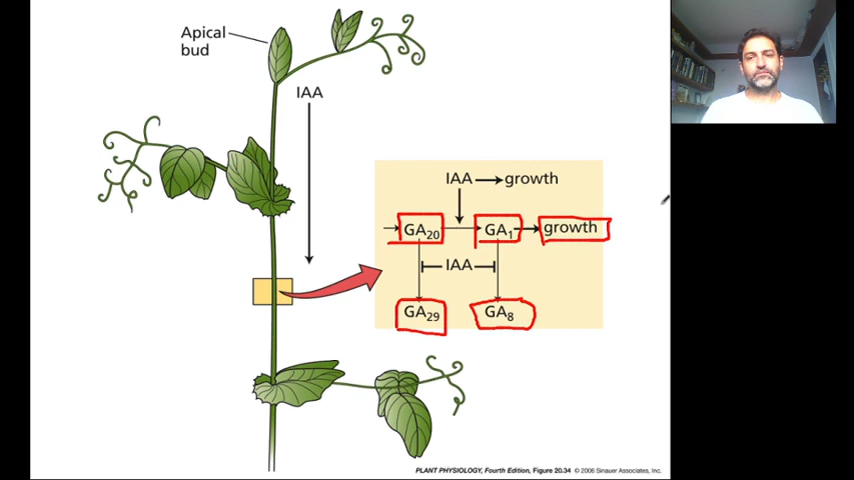 Apical
bud
IAA
IAA growth
GA20 GA1 growth
IAA
GA29 GA8
PLANT PHYSIOLOGY, Fourth Edition, Figure 20.34 © 2006 Sinauer Associates, Inc.